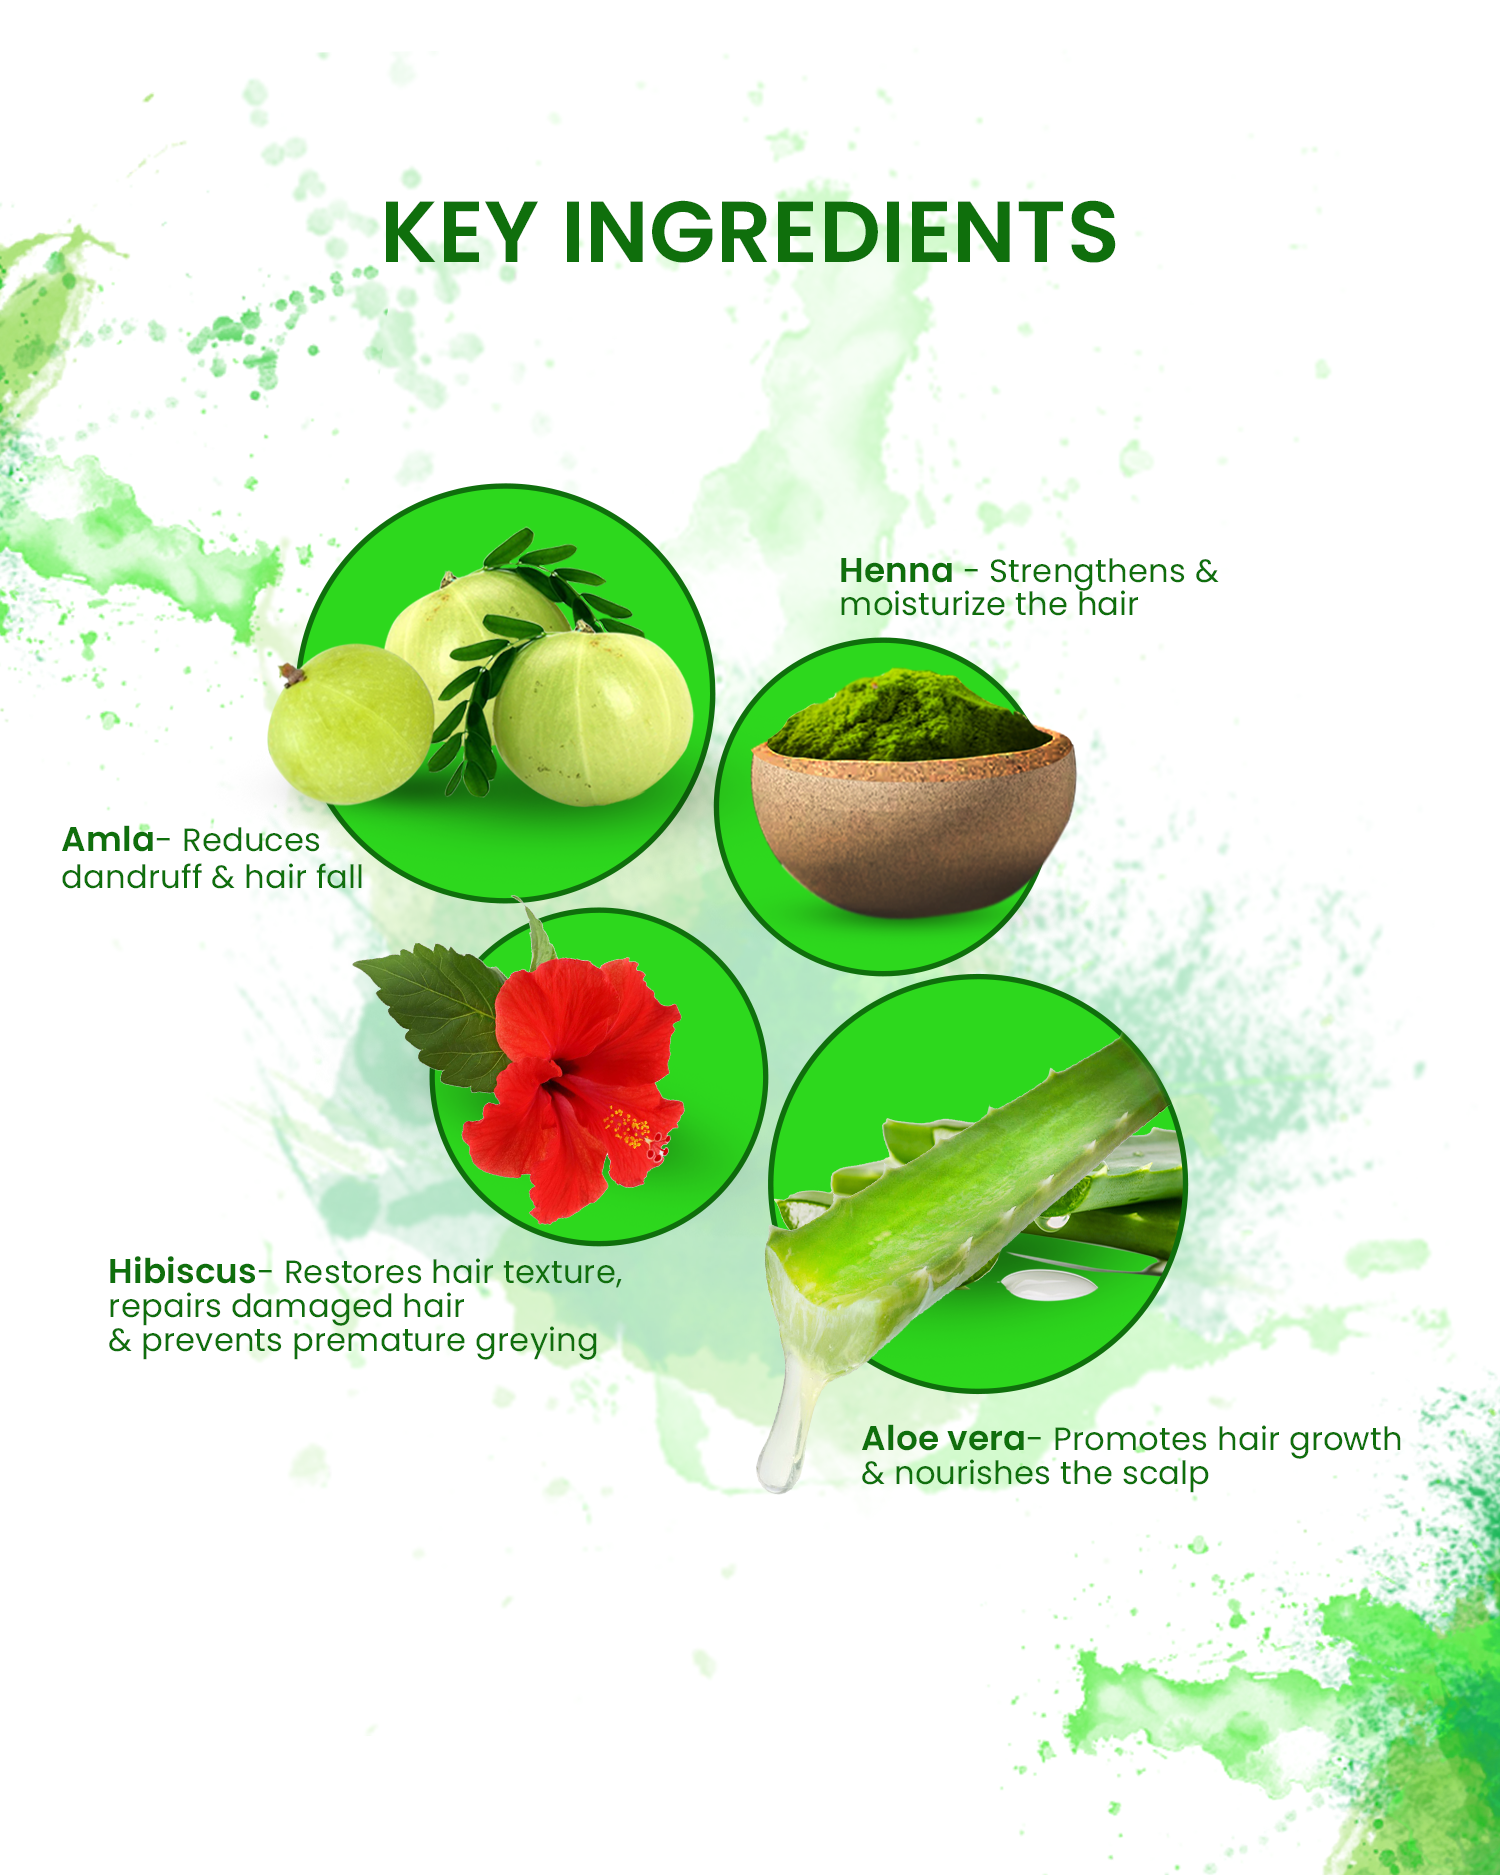 KEY INGREDIENTS
Henna - Strengthens &
moisturize the hair
Amla- Reduces
dandruff & hair fall
Hibiscus- Restores hair texture,
repairs damaged hair
& prevents premature greying
Aloe vera- Promotes hair growth
& nourishes the scalp